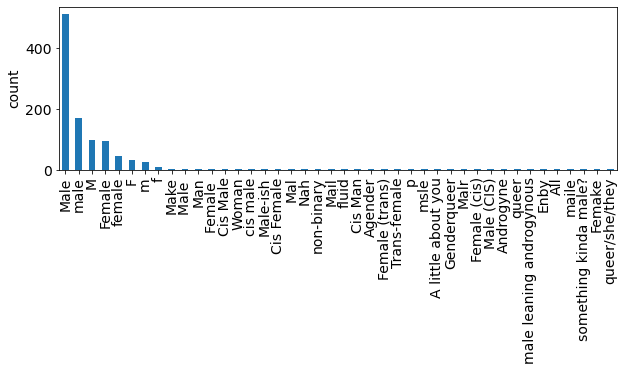 400
200
0
count
Male
male
M
Female
female
F
m
f
Make
Male
Man
Female
Cis Male
Woman
cis male
Male-ish
Cis Female
Mal
Nah
non-binary
Mail
fluid
Cis Man
Agender
Female (trans)
Trans-female
p
msle
A little about you
Genderqueer
Malr
Female (cis)
Male (CIS)
Androgyne
queer
male leaning androgynous
Enby
All
maile
something kinda male?
Femake
queer/she/they